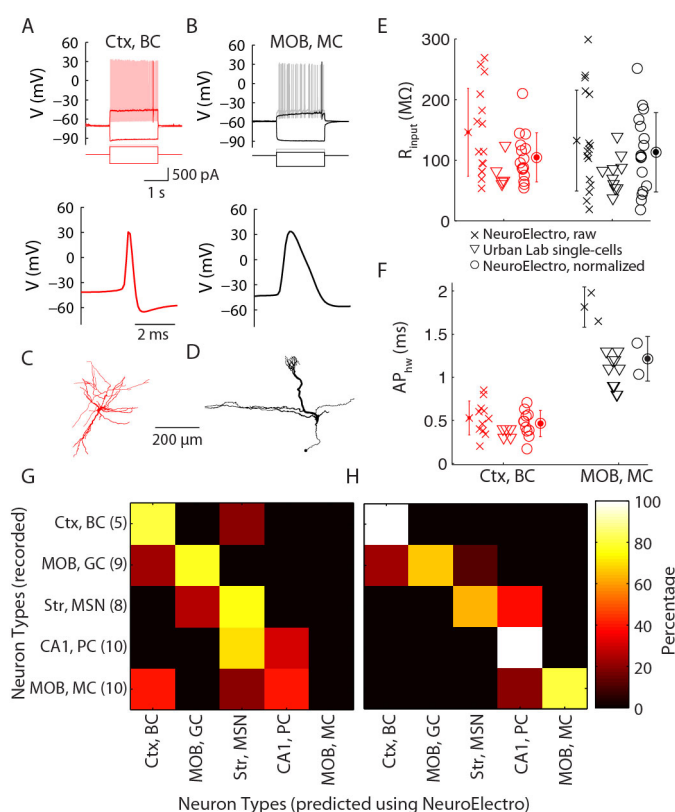 A
Ctx, BC
60
30
0
−30
−60
−90
V (mV)
500 pA
1 s
B
MOB, MC
60
30
0
−30
−60
−90
V (mV)
60
30
0
−30
−60
V (mV)
2 ms
60
30
0
−30
−60
V (mV)
C
D
200 µm
E
300
200
100
0
Rinput (MΩ)
NeuroElectro, raw
Urban Lab single-cells
NeuroElectro, normalized
F
2
1.5
1
0.5
0
APhw (ms)
Ctx, BC
MOB, MC
G
H
Neuron Types (recorded)
Ctx, BC (5)
MOB, GC (9)
Str, MSN (8)
CA1, PC (10)
MOB, MC (10)
Ctx, BC
MOB, GC
Str, MSN
CA1, PC
MOB, MC
Ctx, BC
MOB, GC
Str, MSN
CA1, PC
MOB, MC
100
80
60
40
20
0
Percentage
Neuron Types (predicted using NeuroElectro)